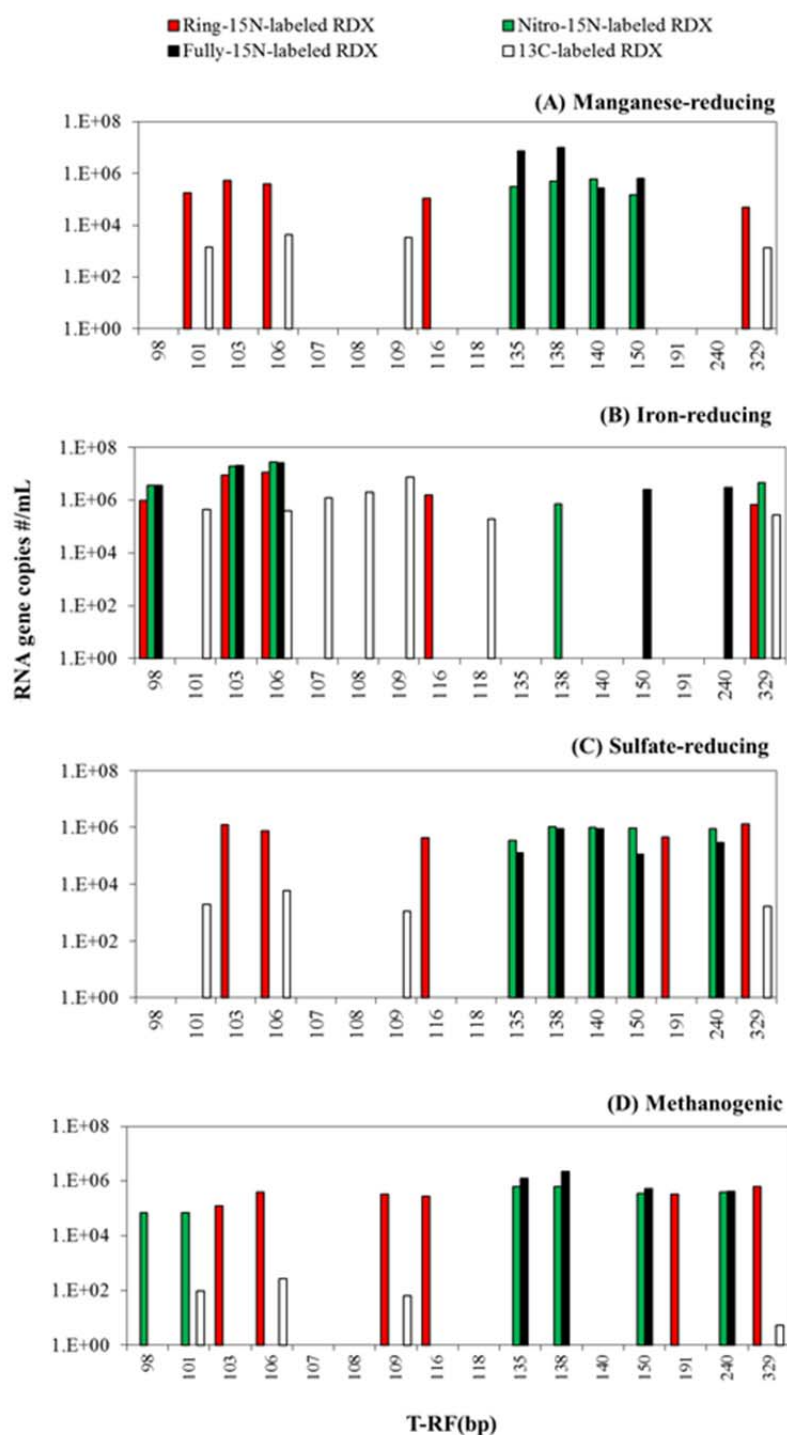 Ring-15N-labeled RDX Nitro-15N-labeled RDX
Fully-15N-labeled RDX 13C-labeled RDX
(A) Manganese-reducing
1.E+08
1.E+06
1.E+04
1.E+02
1.E+00
98 101 103 106 107 108 109 116 118 135 138 140 150 191 240 329
(B) Iron-reducing
1.E+08
1.E+06
1.E+04
1.E+02
1.E+00
98 101 103 106 107 108 109 116 118 135 138 140 150 191 240 329
RNA gene copies #/mL
(C) Sulfate-reducing
1.E+08
1.E+06
1.E+04
1.E+02
1.E+00
98 101 103 106 107 108 109 116 118 135 138 140 150 191 240 329
(D) Methanogenic
1.E+08
1.E+06
1.E+04
1.E+02
1.E+00
98 101 103 106 107 108 109 116 118 135 138 140 150 191 240 329
T-RF(bp)